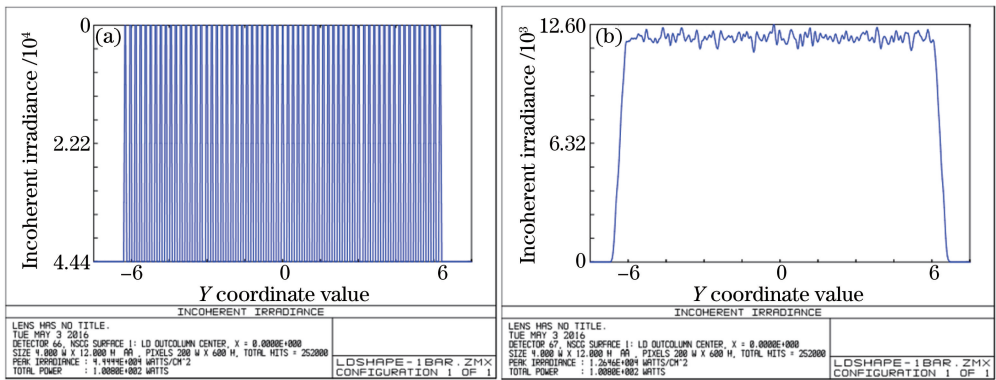 (a)
Incoherent irradiance /10⁴
0
2.22
4.44
−6
0
6
Y coordinate value
INCOHERENT IRRADIANCE
LENS HAS NO TITLE.
TUE MAY 3 2016
DETECTOR 66, NSCG SURFACE 1: LD OUTCOLUMN CENTER, X = 0.0000E+000
SIZE 4.000 W X 12.000 H ÂÂ , PIXELS 200 W X 600 H, TOTAL HITS = 252000
PEAK IRRADIANCE : 4.4444E+004 WATTS/CM^2
TOTAL POWER : 1.0080E+002 WATTS
LDSHAPE-1BAR.ZMX
CONFIGURATION 1 OF 1
(b)
Incoherent irradiance /10³
12.60
6.32
0
−6
0
6
Y coordinate value
INCOHERENT IRRADIANCE
LENS HAS NO TITLE.
TUE MAY 3 2016
DETECTOR 67, NSCG SURFACE 1: LD OUTCOLUMN CENTER, X = 0.0000E+000
SIZE 4.000 W X 12.000 H ÂÂ , PIXELS 200 W X 600 H, TOTAL HITS = 252000
PEAK IRRADIANCE : 1.2646E+004 WATTS/CM^2
TOTAL POWER : 1.0080E+002 WATTS
LDSHAPE-1BAR.ZMX
CONFIGURATION 1 OF 1